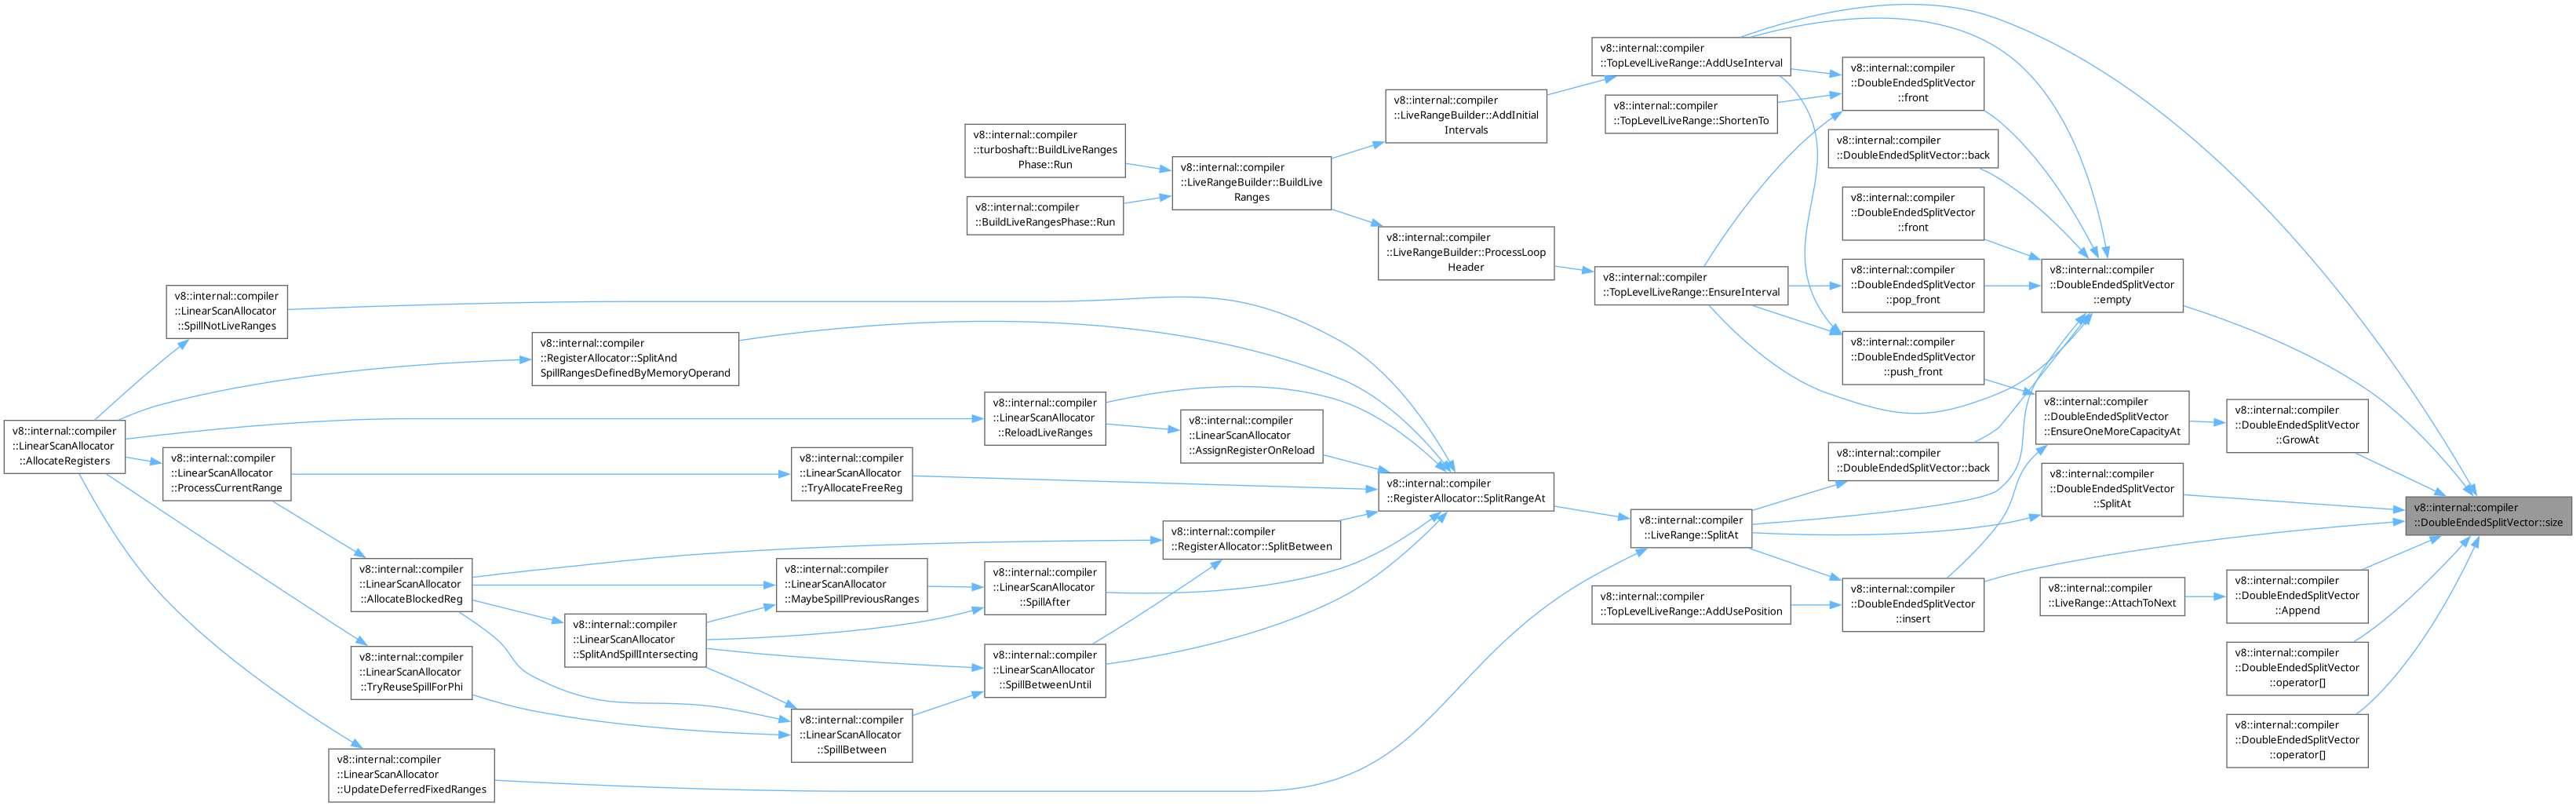 v8::internal::compiler
::TopLevelLiveRange::AddUseInterval
v8::internal::compiler
::DoubleEndedSplitVector
::front
v8::internal::compiler
::LiveRangeBuilder::AddInitial
Intervals
v8::internal::compiler
::TopLevelLiveRange::ShortenTo
v8::internal::compiler
::turboshaft::BuildLiveRanges
Phase::Run
v8::internal::compiler
::DoubleEndedSplitVector::back
v8::internal::compiler
::LiveRangeBuilder::BuildLive
Ranges
v8::internal::compiler
::BuildLiveRangesPhase::Run
v8::internal::compiler
::DoubleEndedSplitVector
::front
v8::internal::compiler
::LiveRangeBuilder::ProcessLoop
Header
v8::internal::compiler
::TopLevelLiveRange::EnsureInterval
v8::internal::compiler
::DoubleEndedSplitVector
::pop_front
v8::internal::compiler
::DoubleEndedSplitVector
::empty
v8::internal::compiler
::LinearScanAllocator
::SpillNotLiveRanges
v8::internal::compiler
::RegisterAllocator::SplitAnd
SpillRangesDefinedByMemoryOperand
v8::internal::compiler
::DoubleEndedSplitVector
::push_front
v8::internal::compiler
::LinearScanAllocator
::ReloadLiveRanges
v8::internal::compiler
::LinearScanAllocator
::AssignRegisterOnReload
v8::internal::compiler
::DoubleEndedSplitVector
::EnsureOneMoreCapacityAt
v8::internal::compiler
::DoubleEndedSplitVector
::GrowAt
v8::internal::compiler
::LinearScanAllocator
::AllocateRegisters
v8::internal::compiler
::LinearScanAllocator
::ProcessCurrentRange
v8::internal::compiler
::LinearScanAllocator
::TryAllocateFreeReg
v8::internal::compiler
::RegisterAllocator::SplitRangeAt
v8::internal::compiler
::DoubleEndedSplitVector::back
v8::internal::compiler
::DoubleEndedSplitVector
::SplitAt
v8::internal::compiler
::DoubleEndedSplitVector::size
v8::internal::compiler
::RegisterAllocator::SplitBetween
v8::internal::compiler
::LiveRange::SplitAt
v8::internal::compiler
::LinearScanAllocator
::AllocateBlockedReg
v8::internal::compiler
::LinearScanAllocator
::MaybeSpillPreviousRanges
v8::internal::compiler
::LinearScanAllocator
::SpillAfter
v8::internal::compiler
::TopLevelLiveRange::AddUsePosition
v8::internal::compiler
::DoubleEndedSplitVector
::insert
v8::internal::compiler
::LiveRange::AttachToNext
v8::internal::compiler
::DoubleEndedSplitVector
::Append
v8::internal::compiler
::LinearScanAllocator
::SplitAndSpillIntersecting
v8::internal::compiler
::LinearScanAllocator
::TryReuseSpillForPhi
v8::internal::compiler
::LinearScanAllocator
::SpillBetweenUntil
v8::internal::compiler
::DoubleEndedSplitVector
::operator[]
v8::internal::compiler
::LinearScanAllocator
::SpillBetween
v8::internal::compiler
::DoubleEndedSplitVector
::operator[]
v8::internal::compiler
::LinearScanAllocator
::UpdateDeferredFixedRanges